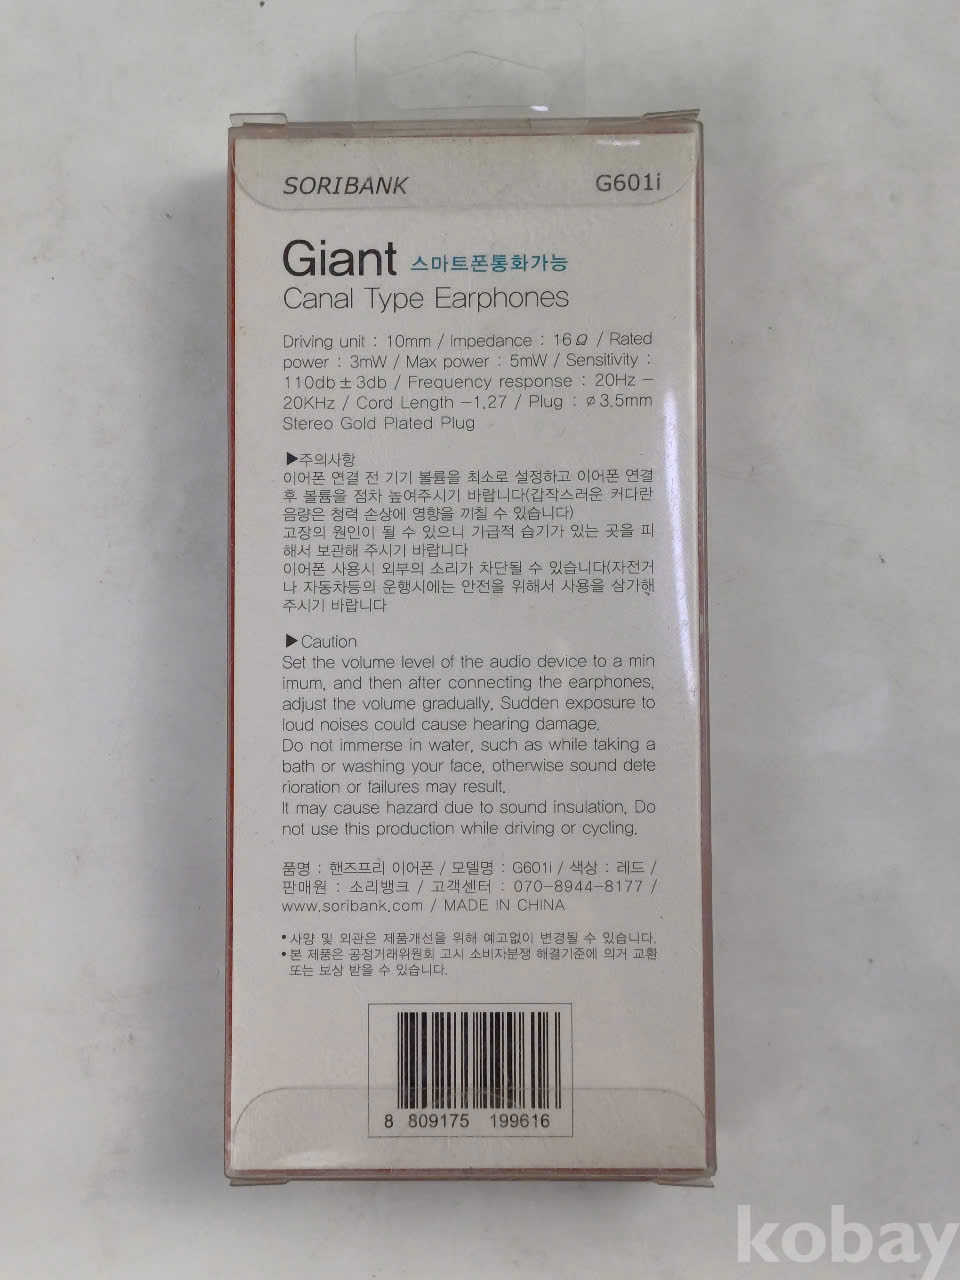 SORIBANK G601i
Giant 스마트폰통화가능
Canal Type Earphones
Driving unit : 10mm / Impedance : 16Ω / Rated
power : 3mW / Max power : 5mW / Sensitivity :
110db ± 3db / Frequency response : 20Hz –
20KHz / Cord Length –1.27 / Plug : ø3.5mm
Stereo Gold Plated Plug
▶주의사항
이어폰 연결 전 기기 볼륨을 최소로 설정하고 이어폰 연결
후 볼륨을 점차 높여주시기 바랍니다(갑작스러운 커다란
음량은 청력 손상에 영향을 끼칠 수 있습니다)
고장의 원인이 될 수 있으니 가급적 습기가 있는 곳을 피
해서 보관해 주시기 바랍니다
이어폰 사용시 외부의 소리가 차단될 수 있습니다(자전거
나 자동차등의 운행시에는 안전을 위해서 사용을 삼가해
주시기 바랍니다
▶Caution
Set the volume level of the audio device to a min
imum, and then after connecting the earphones,
adjust the volume gradually, Sudden exposure to
loud noises could cause hearing damage.
Do not immerse in water, such as while taking a
bath or washing your face, otherwise sound dete
rioration or failures may result.
It may cause hazard due to sound insulation, Do
not use this production while driving or cycling.
품명 : 핸즈프리 이어폰 / 모델명 : G601i / 색상 : 레드 /
판매원 : 소리뱅크 / 고객센터 : 070-8944-8177 /
www.soribank.com / MADE IN CHINA
•사양 및 외관은 제품개선을 위해 예고없이 변경될 수 있습니다.
•본 제품은 공정거래위원회 고시 소비자분쟁 해결기준에 의거 교환
또는 보상 받을 수 있습니다.
8 809175 199616
kobay